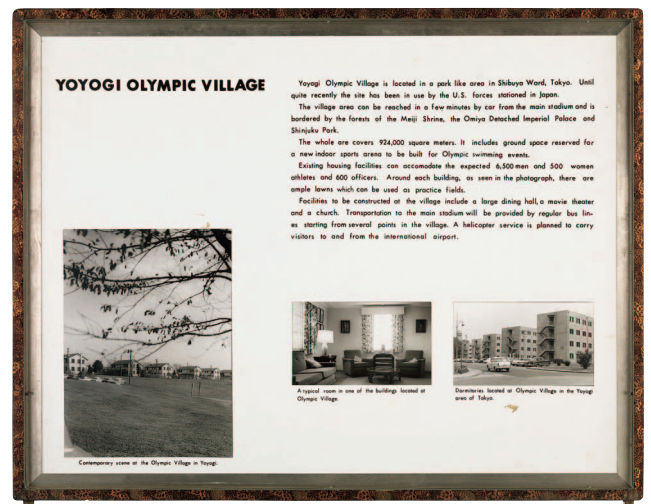 YOYOGI OLYMPIC VILLAGE
Yoyogi Olympic Village is located in a park like area in Shibuya Ward, Tokyo. Until
quite recently the site has been in use by the U.S. forces stationed in Japan.
The village area can be reached in a few minutes by car from the main stadium and is
bordered by the forests of the Meiji Shrine, the Omiya Detached Imperial Palace and
Shinjuku Park.
The whole are covers 924,000 square meters. It includes ground space reserved for
a new indoor sports arena to be built for Olympic swimming events.
Existing housing facilities can accomodate the expected 6,500 men and 500 women
athletes and 600 officers. Around each building, as seen in the photograph, there are
ample lawns which can be used as practice fields.
Facilities to be constructed at the village include a large dining hall, a movie theater
and a church. Transportation to the main stadium will be provided by regular bus lin-
es starting from several points in the village. A helicopter service is planned to carry
visitors to and from the international airport.
A typical room in one of the buildings located at
Olympic Village.
Dormitories located at Olympic Village in the Yoyogi
area of Tokyo.
Contemporary scene at the Olympic Village in Yoyogi.